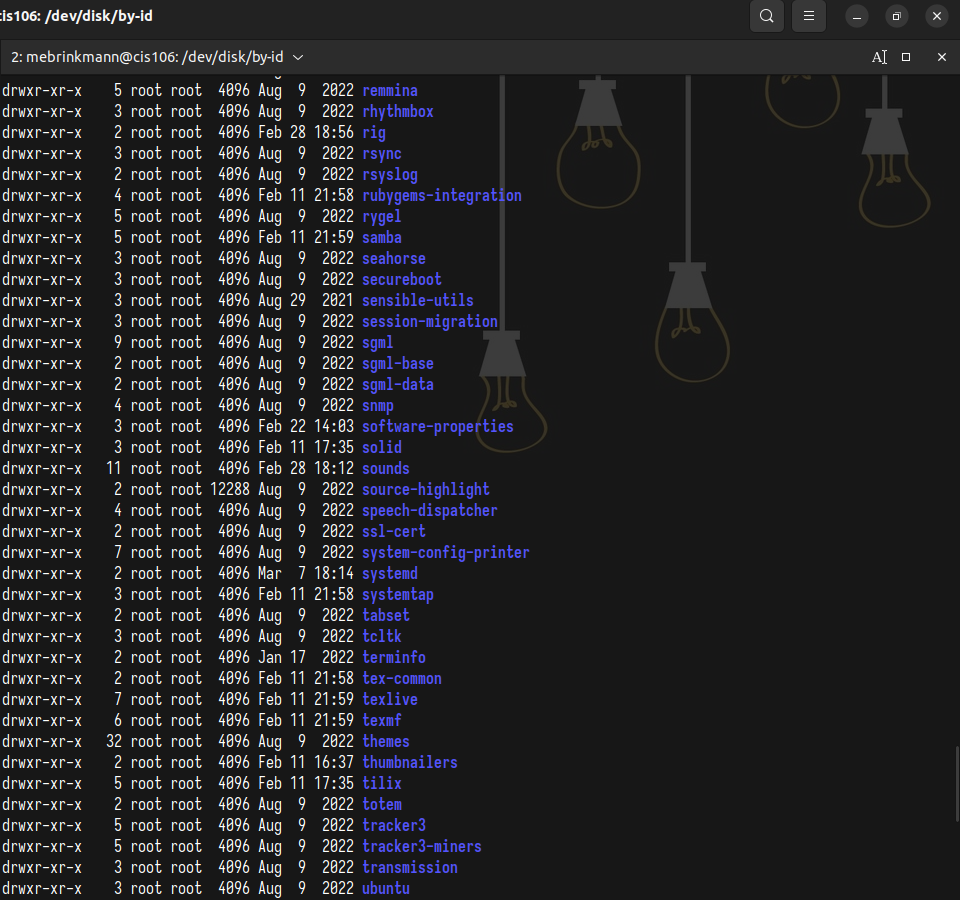 cis106: /dev/disk/by-id
2: mebrinkmann@cis106: /dev/disk/by-id
drwxr-xr-x    5 root root  4096 Aug  9  2022 remmina
drwxr-xr-x    3 root root  4096 Aug  9  2022 rhythmbox
drwxr-xr-x    2 root root  4096 Feb 28 18:56 rig
drwxr-xr-x    3 root root  4096 Aug  9  2022 rsync
drwxr-xr-x    2 root root  4096 Aug  9  2022 rsyslog
drwxr-xr-x    4 root root  4096 Feb 11 21:58 rubygems-integration
drwxr-xr-x    5 root root  4096 Aug  9  2022 rygel
drwxr-xr-x    5 root root  4096 Feb 11 21:59 samba
drwxr-xr-x    3 root root  4096 Aug  9  2022 seahorse
drwxr-xr-x    3 root root  4096 Aug  9  2022 secureboot
drwxr-xr-x    3 root root  4096 Aug 29  2021 sensible-utils
drwxr-xr-x    3 root root  4096 Aug  9  2022 session-migration
drwxr-xr-x    9 root root  4096 Aug  9  2022 sgml
drwxr-xr-x    2 root root  4096 Aug  9  2022 sgml-base
drwxr-xr-x    2 root root  4096 Aug  9  2022 sgml-data
drwxr-xr-x    4 root root  4096 Aug  9  2022 snmp
drwxr-xr-x    3 root root  4096 Feb 22 14:03 software-properties
drwxr-xr-x    3 root root  4096 Feb 11 17:35 solid
drwxr-xr-x   11 root root  4096 Feb 28 18:12 sounds
drwxr-xr-x    2 root root 12288 Aug  9  2022 source-highlight
drwxr-xr-x    4 root root  4096 Aug  9  2022 speech-dispatcher
drwxr-xr-x    2 root root  4096 Aug  9  2022 ssl-cert
drwxr-xr-x    7 root root  4096 Aug  9  2022 system-config-printer
drwxr-xr-x    2 root root  4096 Mar  7 18:14 systemd
drwxr-xr-x    3 root root  4096 Feb 11 21:58 systemtap
drwxr-xr-x    2 root root  4096 Aug  9  2022 tabset
drwxr-xr-x    3 root root  4096 Aug  9  2022 tcltk
drwxr-xr-x    2 root root  4096 Jan 17  2022 terminfo
drwxr-xr-x    2 root root  4096 Feb 11 21:58 tex-common
drwxr-xr-x    7 root root  4096 Feb 11 21:59 texlive
drwxr-xr-x    6 root root  4096 Feb 11 21:59 texmf
drwxr-xr-x   32 root root  4096 Aug  9  2022 themes
drwxr-xr-x    2 root root  4096 Feb 11 16:37 thumbnailers
drwxr-xr-x    5 root root  4096 Feb 11 17:35 tilix
drwxr-xr-x    2 root root  4096 Aug  9  2022 totem
drwxr-xr-x    5 root root  4096 Aug  9  2022 tracker3
drwxr-xr-x    5 root root  4096 Aug  9  2022 tracker3-miners
drwxr-xr-x    3 root root  4096 Aug  9  2022 transmission
drwxr-xr-x    3 root root  4096 Aug  9  2022 ubuntu